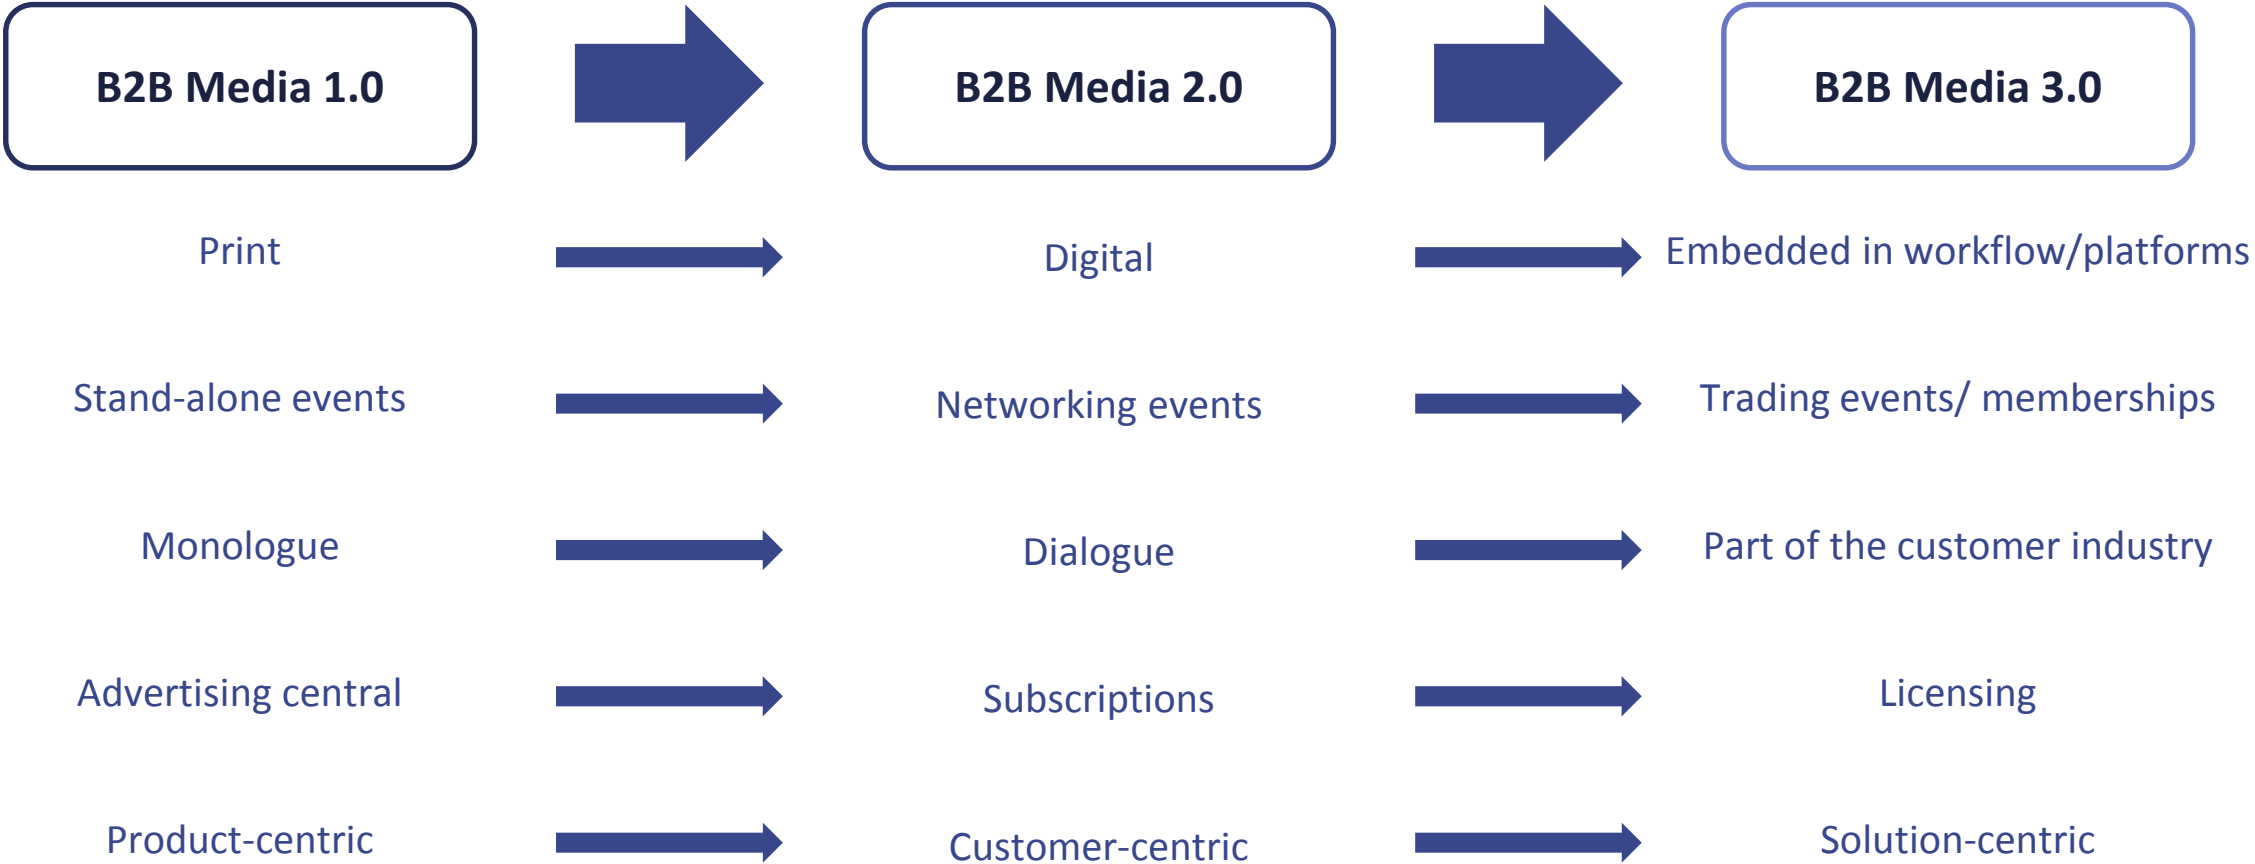 B2B Media 1.0
B2B Media 2.0
B2B Media 3.0
Print
Digital
Embedded in workflow/platforms
Stand-alone events
Networking events
Trading events/ memberships
Monologue
Dialogue
Part of the customer industry
Advertising central
Subscriptions
Licensing
Product-centric
Customer-centric
Solution-centric